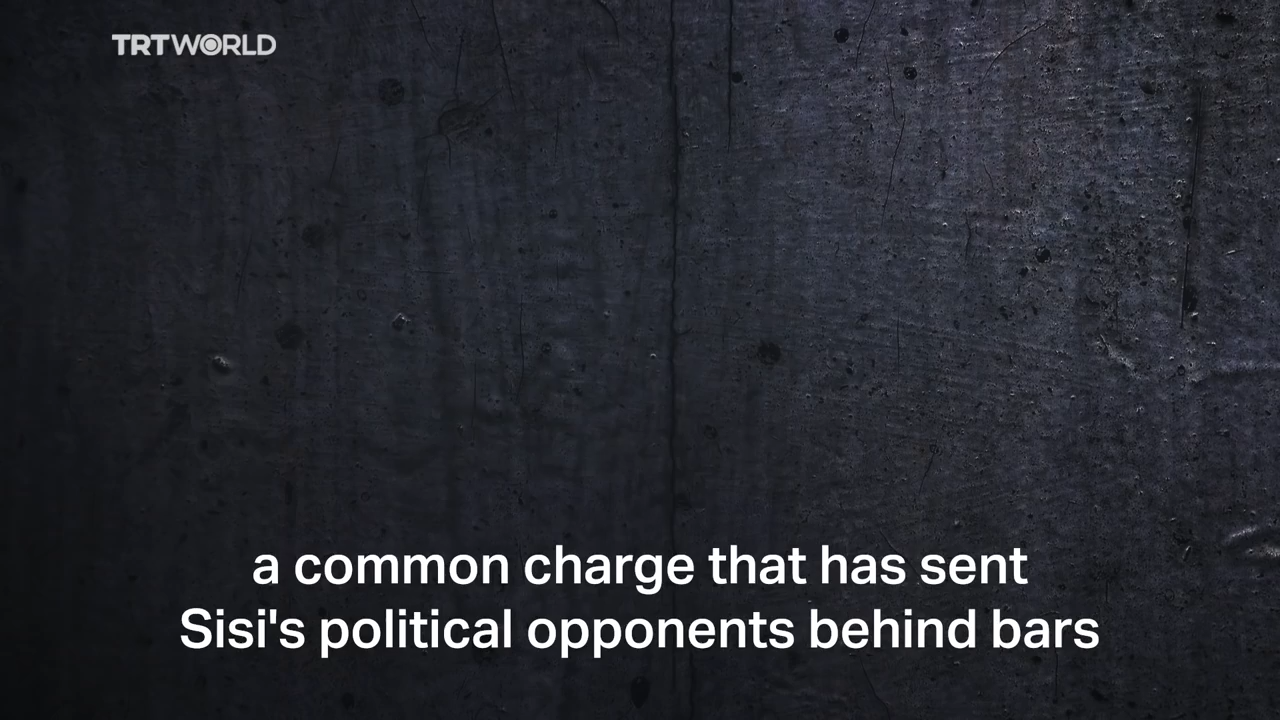 TRTWORLD
a common charge that has sent
Sisi's political opponents behind bars